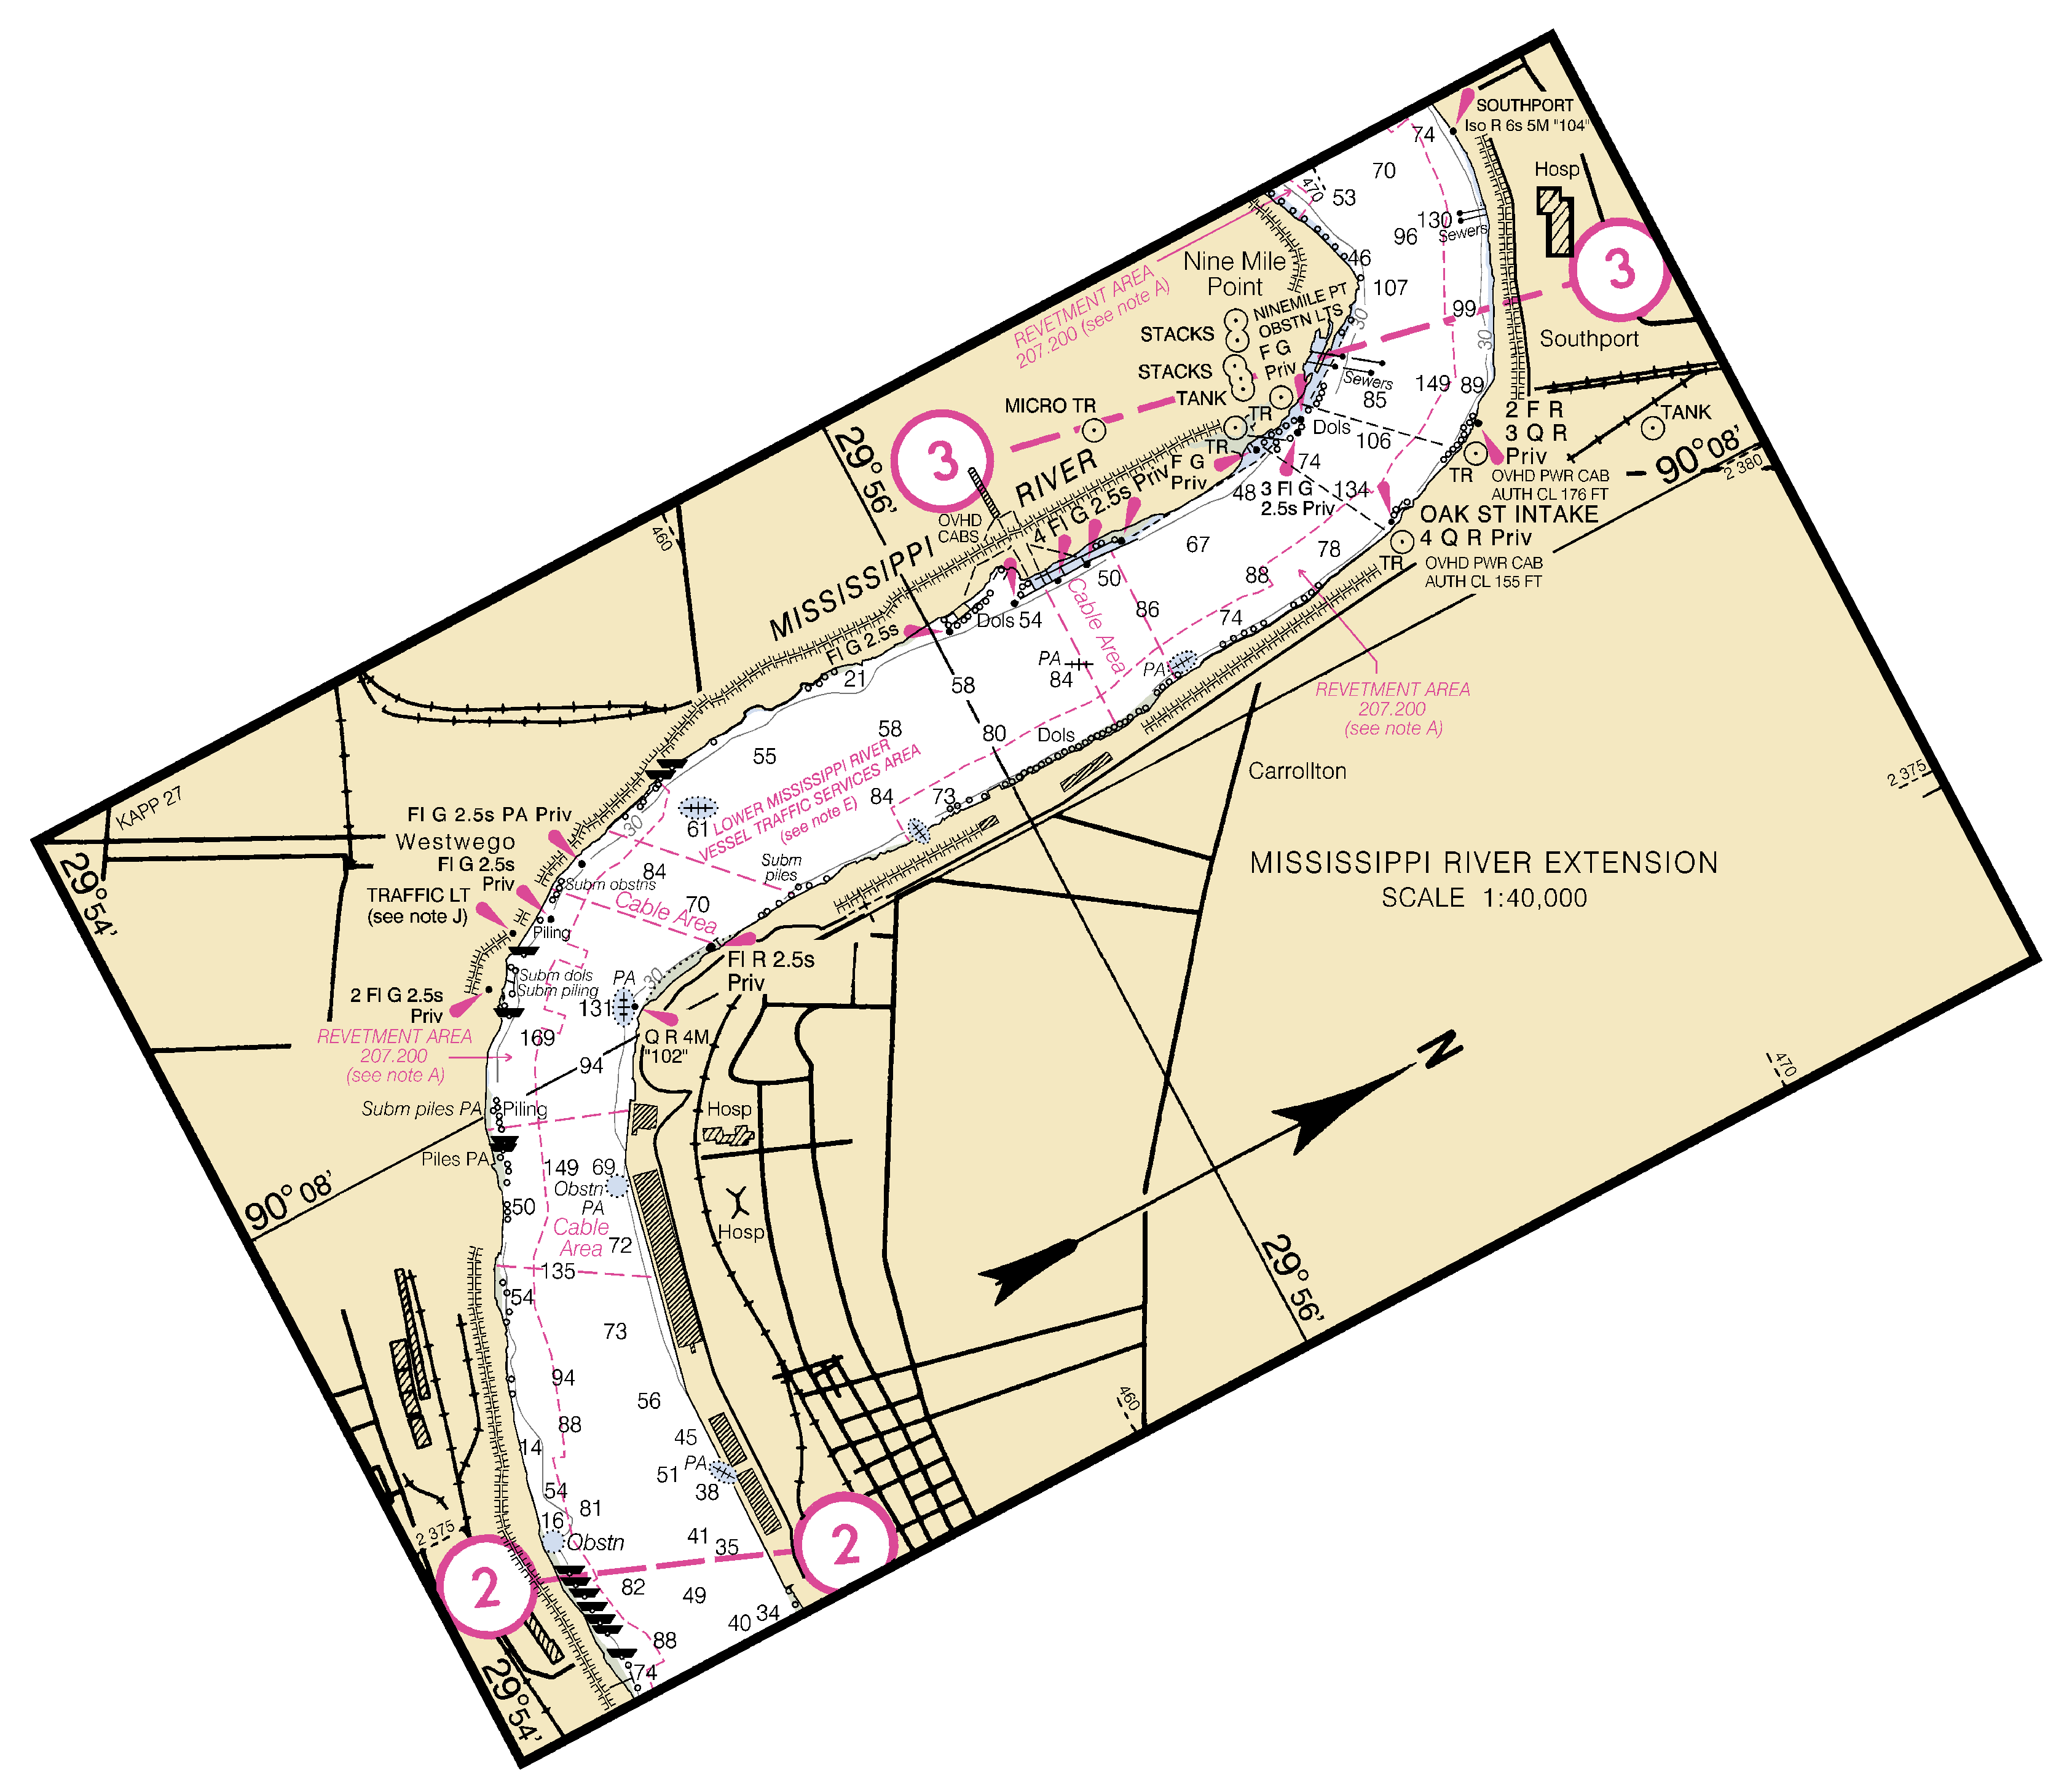 SOUTHPORT
Iso R 6s 5M "104"
74
Hosp
70
470
53
130
96
Sewers
3
Nine Mile
Point
46
107
REVETMENT AREA
207.200 (see note A)
NINEMILE PT
OBSTN LTS
99
30
30
STACKS
F G
Priv
Southport
STACKS
Sewers
149
89
TANK
85
MICRO TR
TR
2 F R
3 Q R
Priv
TANK
Dols
106
TR
3
29° 56'
F G
Priv
74
TR
OVHD PWR CAB
AUTH CL 176 FT
90° 08'
2 380
48
3 Fl G
2.5s Priv
134
OAK ST INTAKE
4 Q R Priv
MISSISSIPPI RIVER
OVHD
CABS
4 Fl G 2.5s Priv
460
67
78
TR
OVHD PWR CAB
AUTH CL 155 FT
50
88
Cable Area
86
74
Dols
54
Fl G 2.5s
PA
84
PA
21
58
REVETMENT AREA
207.200
(see note A)
58
80
Dols
55
LOWER MISSISSIPPI RIVER
VESSEL TRAFFIC SERVICES AREA
(see note E)
Carrollton
2 375
84
73
KAPP 27
61
30
Fl G 2.5s PA Priv
Westwego
Fl G 2.5s
Priv
29° 54'
84
Subm
piles
MISSISSIPPI RIVER EXTENSION
SCALE 1:40,000
Subm obstns
TRAFFIC LT
(see note J)
70
Cable Area
Piling
Fl R 2.5s
Priv
30
PA
Subm dols
Subm piling
2 Fl G 2.5s
Priv
131
REVETMENT AREA
207.200
(see note A)
169
Q R 4M
"102"
94
N
470
Subm piles PA
Piling
Hosp
Piles PA
149
69
Obstn
PA
90° 08'
50
Cable
Area
72
Hosp
135
29° 56'
54
73
94
56
460
88
45
14
PA
51
38
54
81
16
Obstn
41
35
2 375
2
2
82
49
40
34
88
74
29° 54'